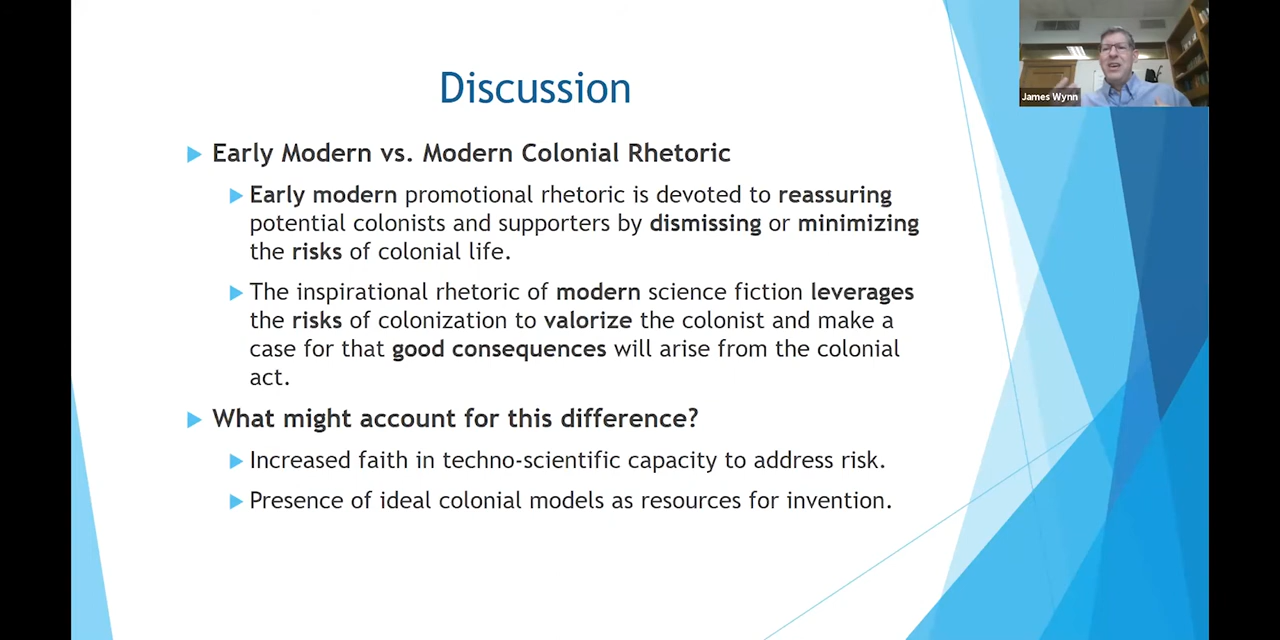 Discussion
James Wynn
Early Modern vs. Modern Colonial Rhetoric
Early modern promotional rhetoric is devoted to reassuring
potential colonists and supporters by dismissing or minimizing
the risks of colonial life.
The inspirational rhetoric of modern science fiction leverages
the risks of colonization to valorize the colonist and make a
case for that good consequences will arise from the colonial
act.
What might account for this difference?
Increased faith in techno-scientific capacity to address risk.
Presence of ideal colonial models as resources for invention.